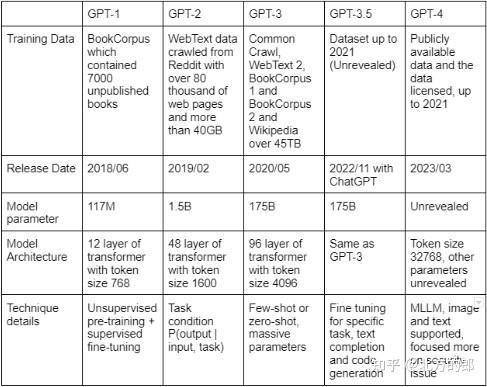 GPT-1 GPT-2 GPT-3 GPT-3.5 GPT-4
Training Data
BookCorpus
which
contained
7000
unpublished
books
WebText data
crawled from
Reddit with
over 80
thousand of
web pages
and more
than 40GB
Common
Crawl,
WebText 2,
BookCorpus
1 and
BookCorpus
2 and
Wikipedia
over 45TB
Dataset up to
2021
(Unrevealed)
Publicly
available
data and the
data
licensed, up
to 2021
Release Date
2018/06
2019/02
2020/05
2022/11 with
ChatGPT
2023/03
Model
parameter
117M
1.5B
175B
175B
Unrevealed
Model
Architecture
12 layer of
transformer
with token
size 768
48 layer of
transformer
with token
size 1600
96 layer of
transformer
with token
size 4096
Same as
GPT-3
Token size
32768, other
parameters
unrevealed
Technique
details
Unsupervised
pre-training +
supervised
fine-tuning
Task
condition
P(output |
input, task)
Few-shot or
zero-shot,
massive
parameters
Fine tuning
for specific
task, text
completion
and code
generation
MLLM, image
and text
supported,
focused more
on security
issue
知乎 @北方的郎